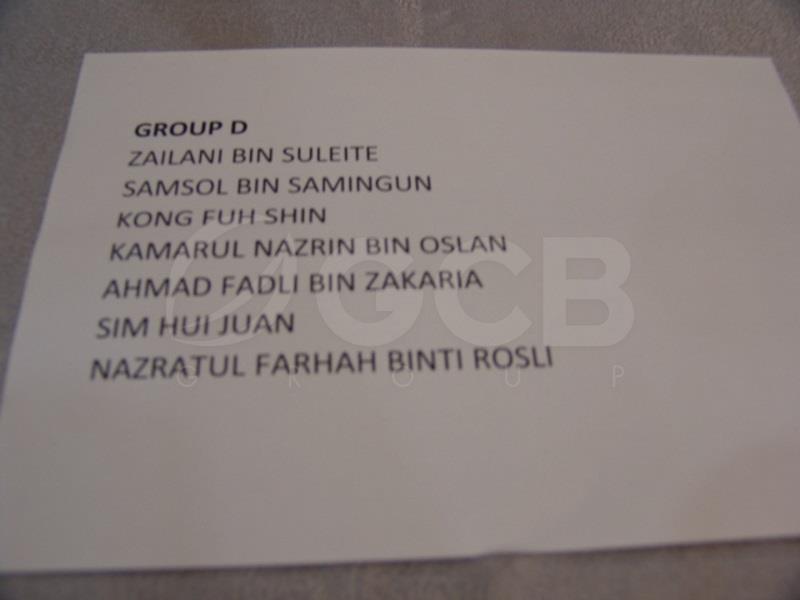 GROUP D
ZAILANI BIN SULEITE
SAMSOL BIN SAMINGUN
KONG FUH SHIN
KAMARUL NAZRIN BIN OSLAN
AHMAD FADLI BIN ZAKARIA
SIM HUI JUAN
NAZRATUL FARHAH BINTI ROSLI
GCB
GROUP